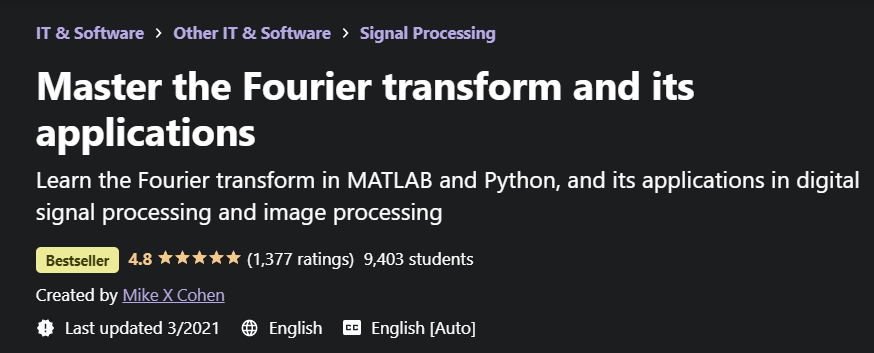 IT & Software > Other IT & Software > Signal Processing
Master the Fourier transform and its
applications
Learn the Fourier transform in MATLAB and Python, and its applications in digital
signal processing and image processing
Bestseller 4.8 ★★★★★ (1,377 ratings) 9,403 students
Created by Mike X Cohen
Last updated 3/2021 English CC English [Auto]